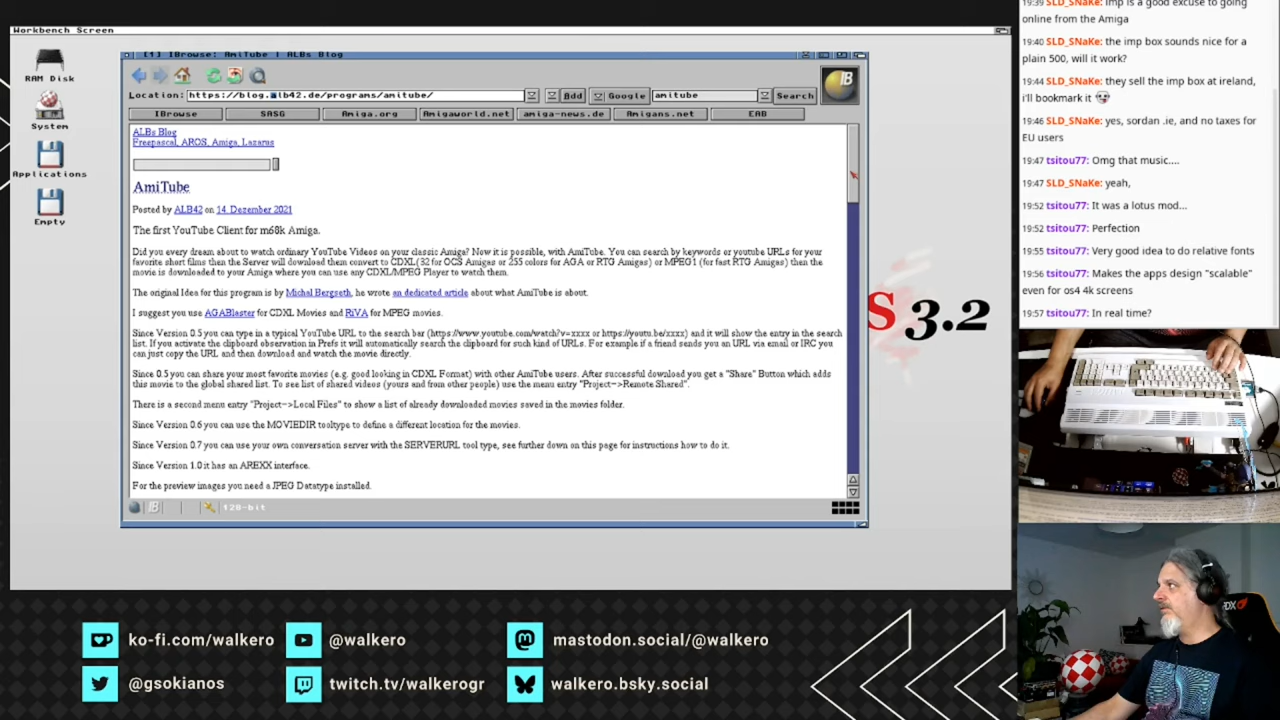 Workbench Screen
RAM Disk
System
Applications
Empty
[1] IBrowse: AmiTube | ALBs Blog
Location: https://blog.alb42.de/programs/amitube/
Add
Google
amitube
Search
IB
IBrowse
SASG
Amiga.org
Amigaworld.net
amiga-news.de
Amigans.net
EAB
ALBs Blog
Freepascal, AROS, Amiga, Lazarus
AmiTube
Posted by ALB42 on 14. Dezember 2021
The first YouTube Client for m68k Amiga.
Did you every dream about to watch ordinary YouTube Videos on your classic Amiga? Now it is possible, with AmiTube. You can search by keywords or youtube URLs for your
favorite short films then the Server will download them convert to CDXL(32 for OCS Amigas or 255 colors for AGA or RTG Amigas) or MPEG1 (for fast RTG Amigas) then the
movie is downloaded to your Amiga where you can use any CDXL/MPEG Player to watch them.
The original Idea for this program is by Michal Bergseth, he wrote an dedicated article about what AmiTube is about.
I suggest you use AGABlaster for CDXL Movies and RiVA for MPEG movies.
Since Version 0.5 you can type in a typical YouTube URL to the search bar (https://www.youtube.com/watch?v=xxxx or https://youtu.be/xxxx) and it will show the entry in the search
list. If you activate the clipboard observation in Prefs it will automatically search the clipboard for such kind of URLs. For example if a friend sends you an URL via email or IRC you
can just copy the URL and then download and watch the movie directly.
Since 0.5 you can share your most favorite movies (e.g. good looking in CDXL Format) with other AmiTube users. After successful download you get a "Share" Button which adds
this movie to the global shared list. To see list of shared videos (yours and from other people) use the menu entry "Project->Remote Shared".
There is a second menu entry "Project->Local Files" to show a list of already downloaded movies saved in the movies folder.
Since Version 0.6 you can use the MOVIEDIR tooltype to define a different location for the movies.
Since Version 0.7 you can use your own conversation server with the SERVERURL tool type, see further down on this page for instructions how to do it.
Since Version 1.0 it has an AREXX interface.
For the preview images you need a JPEG Datatype installed.
IB
128-bit
S 3.2
19:39 SLD_SNaKe: imp is a good excuse to going
online from the Amiga
19:40 SLD_SNaKe: the imp box sounds nice for a
plain 500, will it work?
19:44 SLD_SNaKe: they sell the imp box at ireland,
i'll bookmark it
19:46 SLD_SNaKe: yes, sordan .ie, and no taxes for
EU users
19:47 tsitou77: Omg that music....
19:47 SLD_SNaKe: yeah,
19:52 tsitou77: It was a lotus mod...
19:52 tsitou77: Perfection
19:55 tsitou77: Very good idea to do relative fonts
19:56 tsitou77: Makes the apps design "scalable"
even for os4 4k screens
19:57 tsitou77: In real time?
ko-fi.com/walkero
@walkero
mastodon.social/@walkero
@gsokianos
twitch.tv/walkerogr
walkero.bsky.social